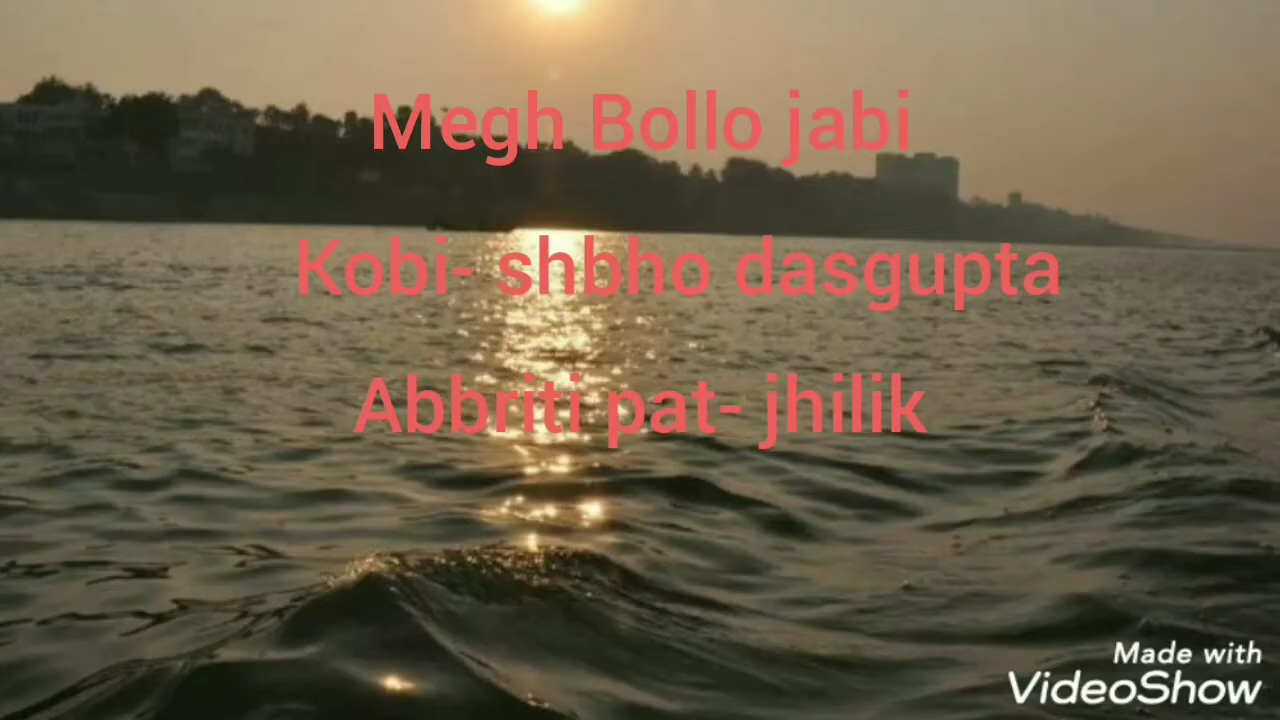 Megh Bollo jabi
Kobi- shbho dasgupta
Abbriti pat- jhilik
Made with
VideoShow